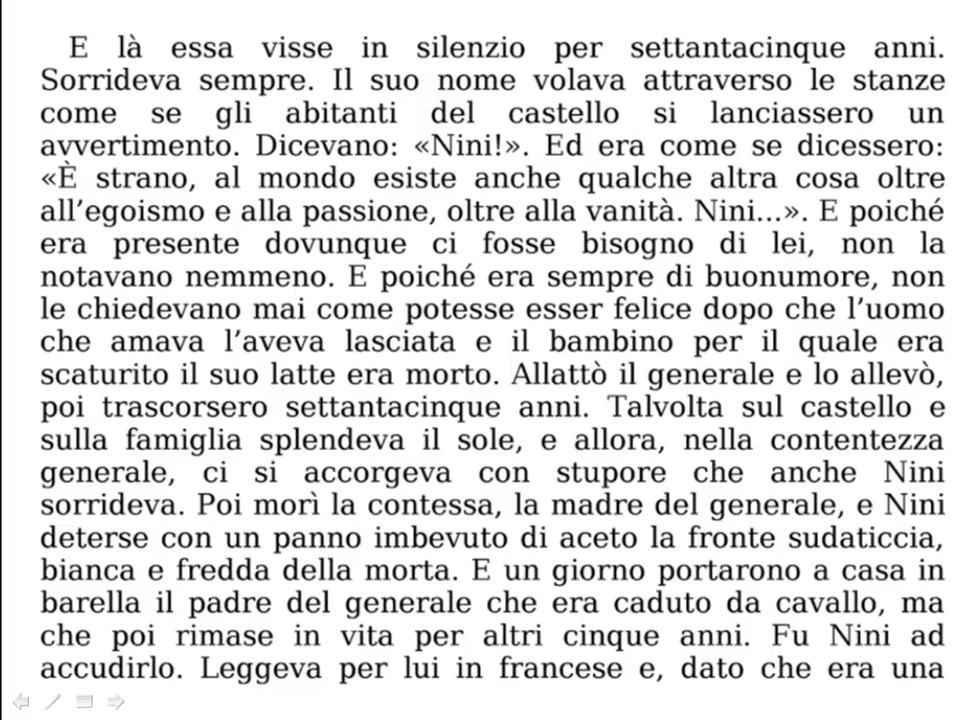 E là essa visse in silenzio per settantacinque anni.
Sorrideva sempre. Il suo nome volava attraverso le stanze
come se gli abitanti del castello si lanciassero un
avvertimento. Dicevano: «Nini!». Ed era come se dicessero:
«È strano, al mondo esiste anche qualche altra cosa oltre
all’egoismo e alla passione, oltre alla vanità. Nini...». E poiché
era presente dovunque ci fosse bisogno di lei, non la
notavano nemmeno. E poiché era sempre di buonumore, non
le chiedevano mai come potesse esser felice dopo che l’uomo
che amava l’aveva lasciata e il bambino per il quale era
scaturito il suo latte era morto. Allattò il generale e lo allevò,
poi trascorsero settantacinque anni. Talvolta sul castello e
sulla famiglia splendeva il sole, e allora, nella contentezza
generale, ci si accorgeva con stupore che anche Nini
sorrideva. Poi morì la contessa, la madre del generale, e Nini
deterse con un panno imbevuto di aceto la fronte sudaticcia,
bianca e fredda della morta. E un giorno portarono a casa in
barella il padre del generale che era caduto da cavallo, ma
che poi rimase in vita per altri cinque anni. Fu Nini ad
accudirlo. Leggeva per lui in francese e, dato che era una